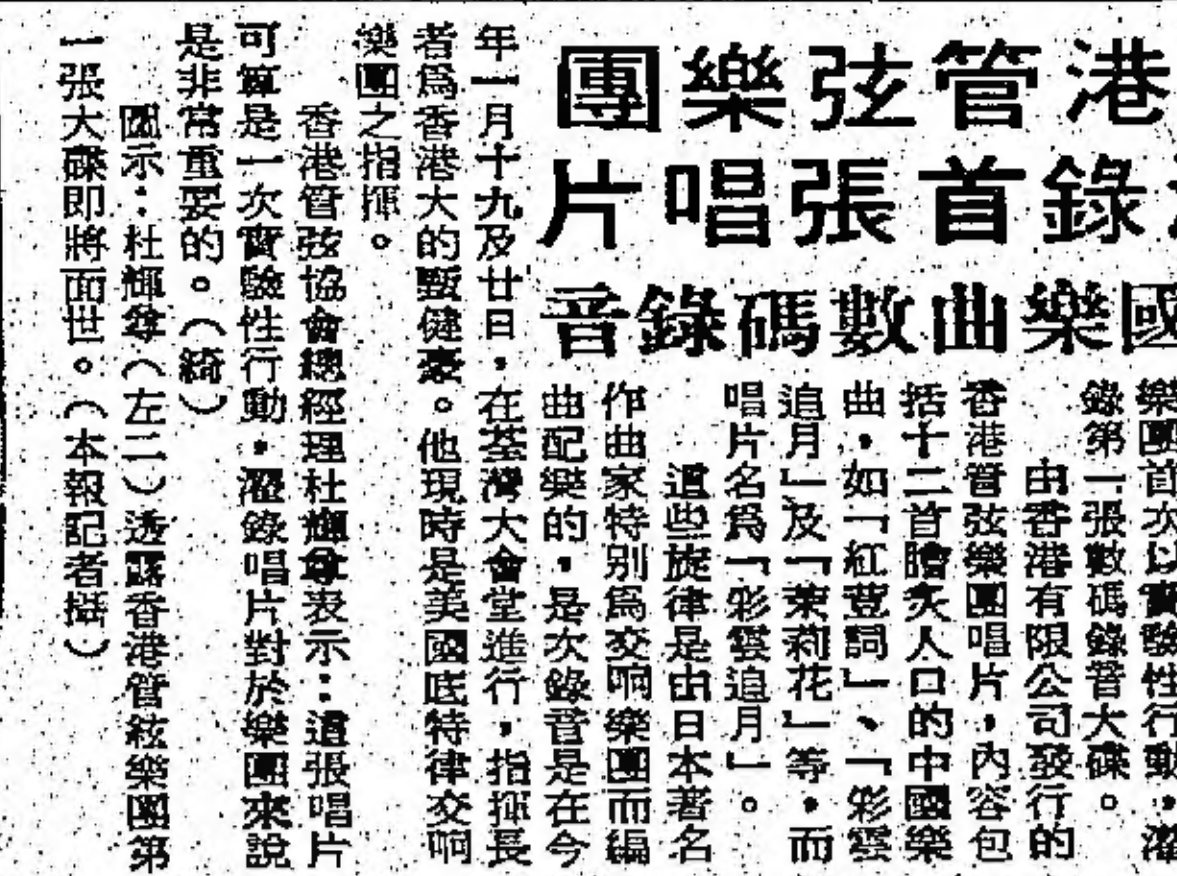 港管弦樂團
錄首張唱片
國樂曲數碼錄音
樂團首次以實驗性行動，灌
錄第一張數碼錄音大碟。
由香港有限公司發行的
香港管弦樂團唱片，內容包
括十二首膾炙人口的中國樂
曲，如「紅荳詞」、「彩雲
追月」及「茉莉花」等，而
唱片名爲「彩雲追月」。
這些旋律是由日本著名
作曲家特別爲交响樂團而編
曲配樂的，是次錄音是在今
年一月十九及廿日，在荃灣大會堂進行，指揮長
者爲香港大的甄健豪。他現時是美國底特律交响
樂團之指揮。
香港管弦協會總經理杜輝尊表示：這張唱片
可算是一次實驗性行動，灌錄唱片對於樂團來說
是非常重要的。（綺）
圖示：杜輝尊（左二）透露香港管絃樂團第
一張大碟即將面世。（本報記者攝）